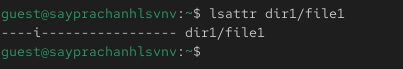 guest@sayprachanhlsvnv:~$ lsattr dir1/file1
----i---------------- dir1/file1
guest@sayprachanhlsvnv:~$